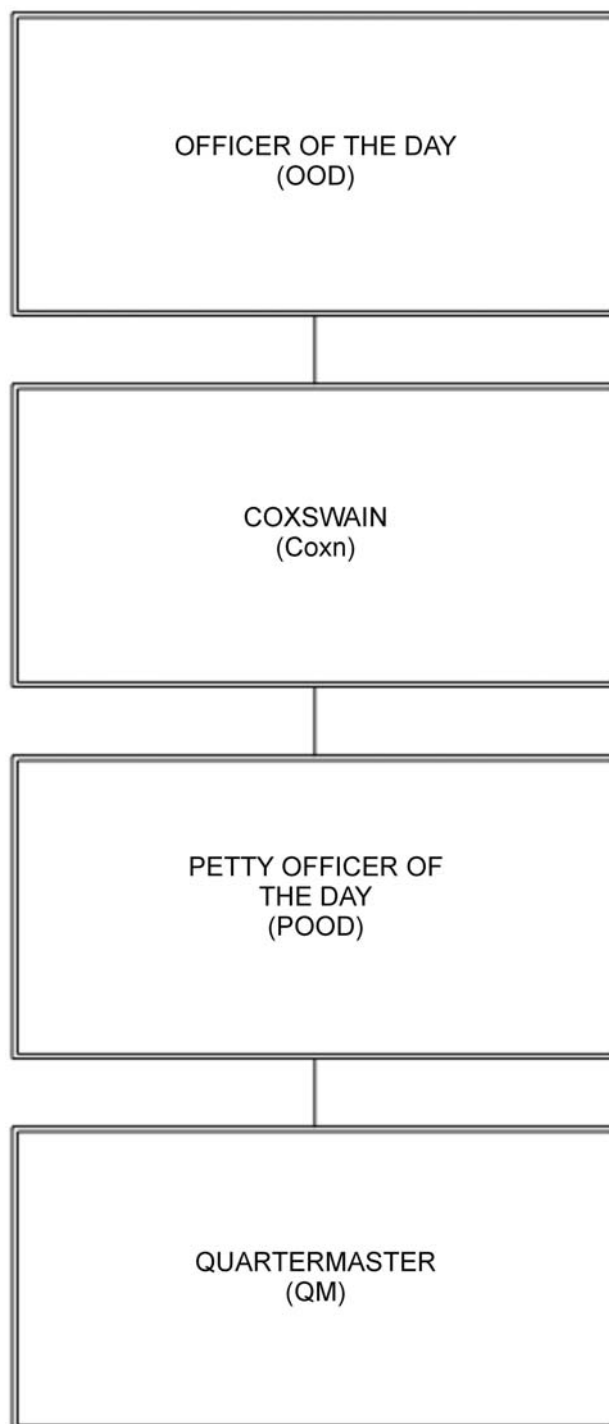 OFFICER OF THE DAY
(OOD)
COXSWAIN
(Coxn)
PETTY OFFICER OF
THE DAY
(POOD)
QUARTERMASTER
(QM)